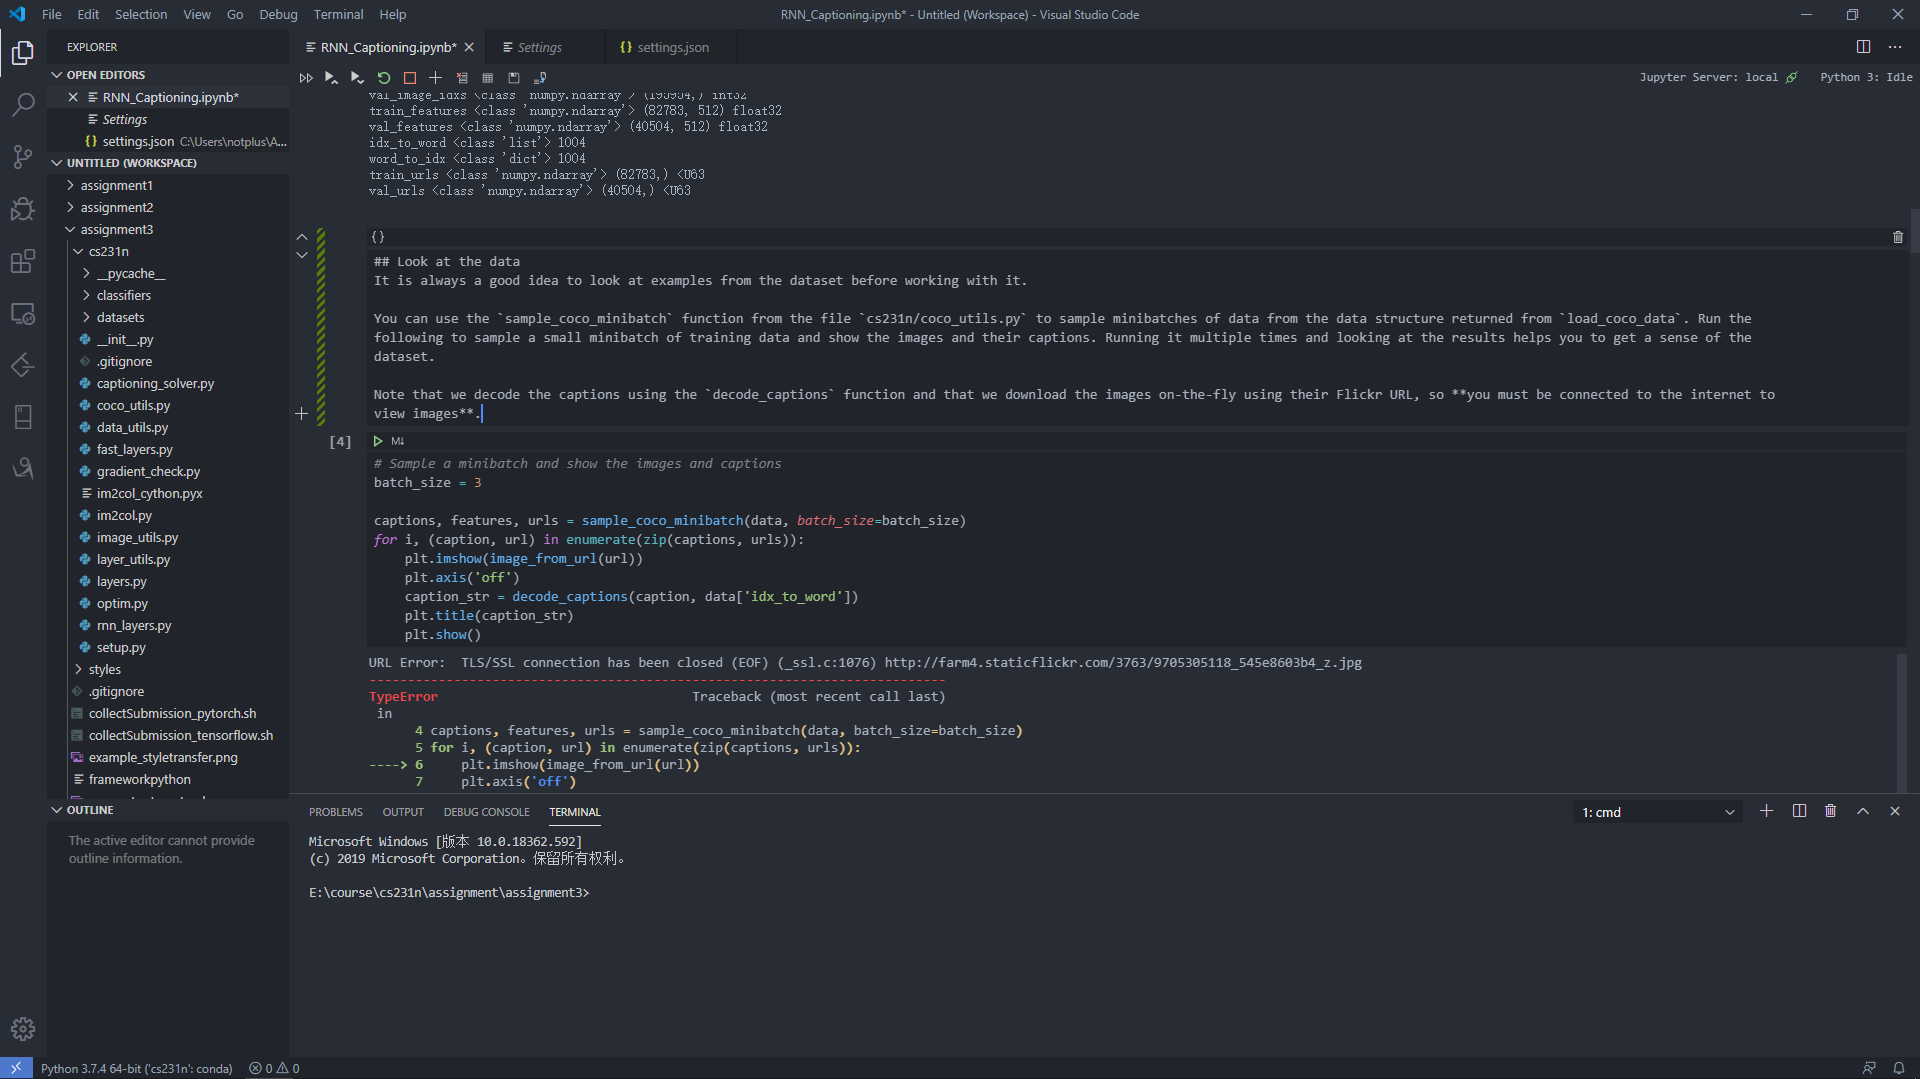 File Edit Selection View Go Debug Terminal Help
RNN_Captioning.ipynb* - Untitled (Workspace) - Visual Studio Code
EXPLORER
OPEN EDITORS
RNN_Captioning.ipynb*
Settings
settings.json C:\Users\notplus\A...
UNTITLED (WORKSPACE)
assignment1
assignment2
assignment3
cs231n
__pycache__
classifiers
datasets
__init__.py
.gitignore
captioning_solver.py
coco_utils.py
data_utils.py
fast_layers.py
gradient_check.py
im2col_cython.pyx
im2col.py
image_utils.py
layer_utils.py
layers.py
optim.py
rnn_layers.py
setup.py
styles
.gitignore
collectSubmission_pytorch.sh
collectSubmission_tensorflow.sh
example_styletransfer.png
frameworkpython
OUTLINE
The active editor cannot provide
outline information.
RNN_Captioning.ipynb* Settings {} settings.json
Jupyter Server: local Python 3: Idle
val_image_idxs <class 'numpy.ndarray'> (195954,) int32
train_features <class 'numpy.ndarray'> (82783, 512) float32
val_features <class 'numpy.ndarray'> (40504, 512) float32
idx_to_word <class 'list'> 1004
word_to_idx <class 'dict'> 1004
train_urls <class 'numpy.ndarray'> (82783,) <U63
val_urls <class 'numpy.ndarray'> (40504,) <U63
{}
## Look at the data
It is always a good idea to look at examples from the dataset before working with it.
You can use the `sample_coco_minibatch` function from the file `cs231n/coco_utils.py` to sample minibatches of data from the data structure returned from `load_coco_data`. Run the
following to sample a small minibatch of training data and show the images and their captions. Running it multiple times and looking at the results helps you to get a sense of the
dataset.
Note that we decode the captions using the `decode_captions` function and that we download the images on-the-fly using their Flickr URL, so **you must be connected to the internet to
view images**.
[4] M↓
# Sample a minibatch and show the images and captions
batch_size = 3
captions, features, urls = sample_coco_minibatch(data, batch_size=batch_size)
for i, (caption, url) in enumerate(zip(captions, urls)):
plt.imshow(image_from_url(url))
plt.axis('off')
caption_str = decode_captions(caption, data['idx_to_word'])
plt.title(caption_str)
plt.show()
URL Error:  TLS/SSL connection has been closed (EOF) (_ssl.c:1076) http://farm4.staticflickr.com/3763/9705305118_545e8603b4_z.jpg
---------------------------------------------------------------------------
TypeError Traceback (most recent call last)
in
4 captions, features, urls = sample_coco_minibatch(data, batch_size=batch_size)
5 for i, (caption, url) in enumerate(zip(captions, urls)):
----> 6 plt.imshow(image_from_url(url))
7 plt.axis('off')
PROBLEMS OUTPUT DEBUG CONSOLE TERMINAL
1: cmd
Microsoft Windows [版本 10.0.18362.592]
(c) 2019 Microsoft Corporation。保留所有权利。
E:\course\cs231n\assignment\assignment3>
Python 3.7.4 64-bit ('cs231n': conda) 0 0